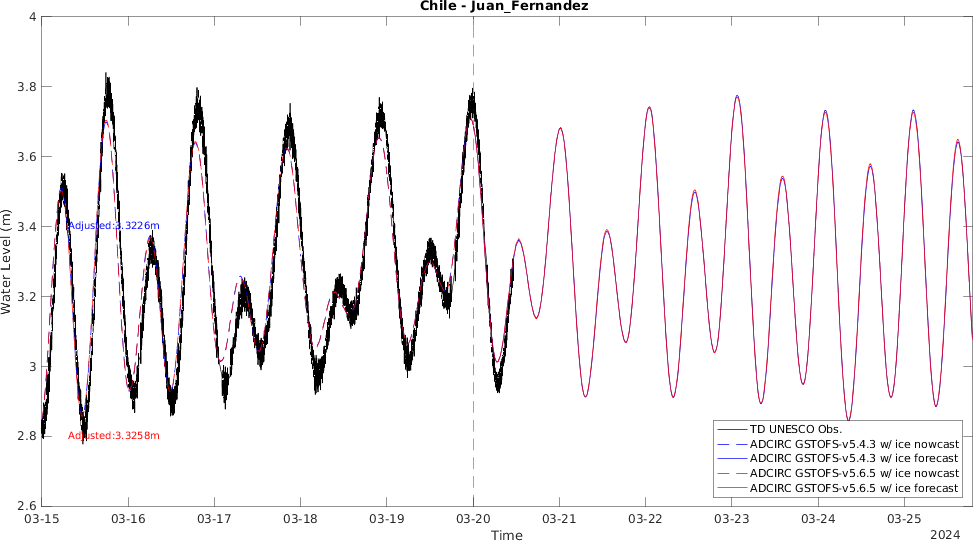 Chile - Juan_Fernandez
4
3.8
3.6
3.4
3.2
3
2.8
2.6
Water Level (m)
Adjusted:3.3226m
Adjusted:3.3258m
TD UNESCO Obs.
ADCIRC GSTOFS-v5.4.3 w/ ice nowcast
ADCIRC GSTOFS-v5.4.3 w/ ice forecast
ADCIRC GSTOFS-v5.6.5 w/ ice nowcast
ADCIRC GSTOFS-v5.6.5 w/ ice forecast
03-15 03-16 03-17 03-18 03-19 03-20 03-21 03-22 03-23 03-24 03-25
Time
2024